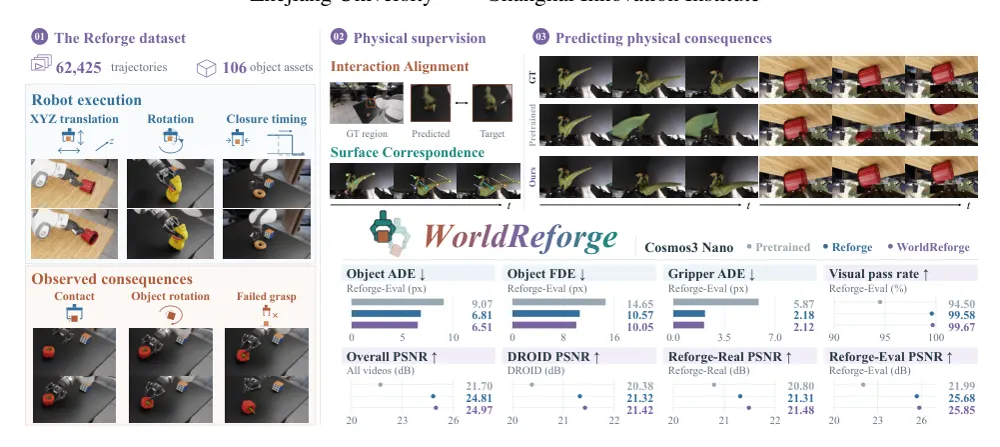 Zhejiang University Shanghai Innovation Institute
01 The Reforge dataset
62,425 trajectories 106 object assets
Robot execution
XYZ translation Rotation Closure timing
z
Observed consequences
Contact Object rotation Failed grasp
02 Physical supervision
Interaction Alignment
GT region Predicted Target
Surface Correspondence
t
03 Predicting physical consequences
GT
Pretrained
Ours
t t
WorldReforge
Cosmos3 Nano Pretrained Reforge WorldReforge
Object ADE ↓
Reforge-Eval (px)
9.07
6.81
6.51
0 5 10
Object FDE ↓
Reforge-Eval (px)
14.65
10.57
10.05
0 8 16
Gripper ADE ↓
Reforge-Eval (px)
5.87
2.18
2.12
0.0 3.5 7.0
Visual pass rate ↑
Reforge-Eval (%)
94.50
99.58
99.67
90 95 100
Overall PSNR ↑
All videos (dB)
21.70
24.81
24.97
20 23 26
DROID PSNR ↑
DROID (dB)
20.38
21.32
21.42
20 21 22
Reforge-Real PSNR ↑
Reforge-Real (dB)
20.80
21.31
21.48
20 21 22
Reforge-Eval PSNR ↑
Reforge-Eval (dB)
21.99
25.68
25.85
20 23 26